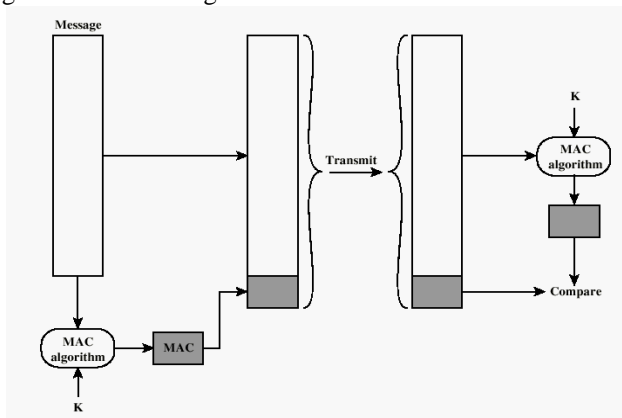 Message
Transmit
K
MAC
algorithm
Compare
MAC
algorithm
MAC
K